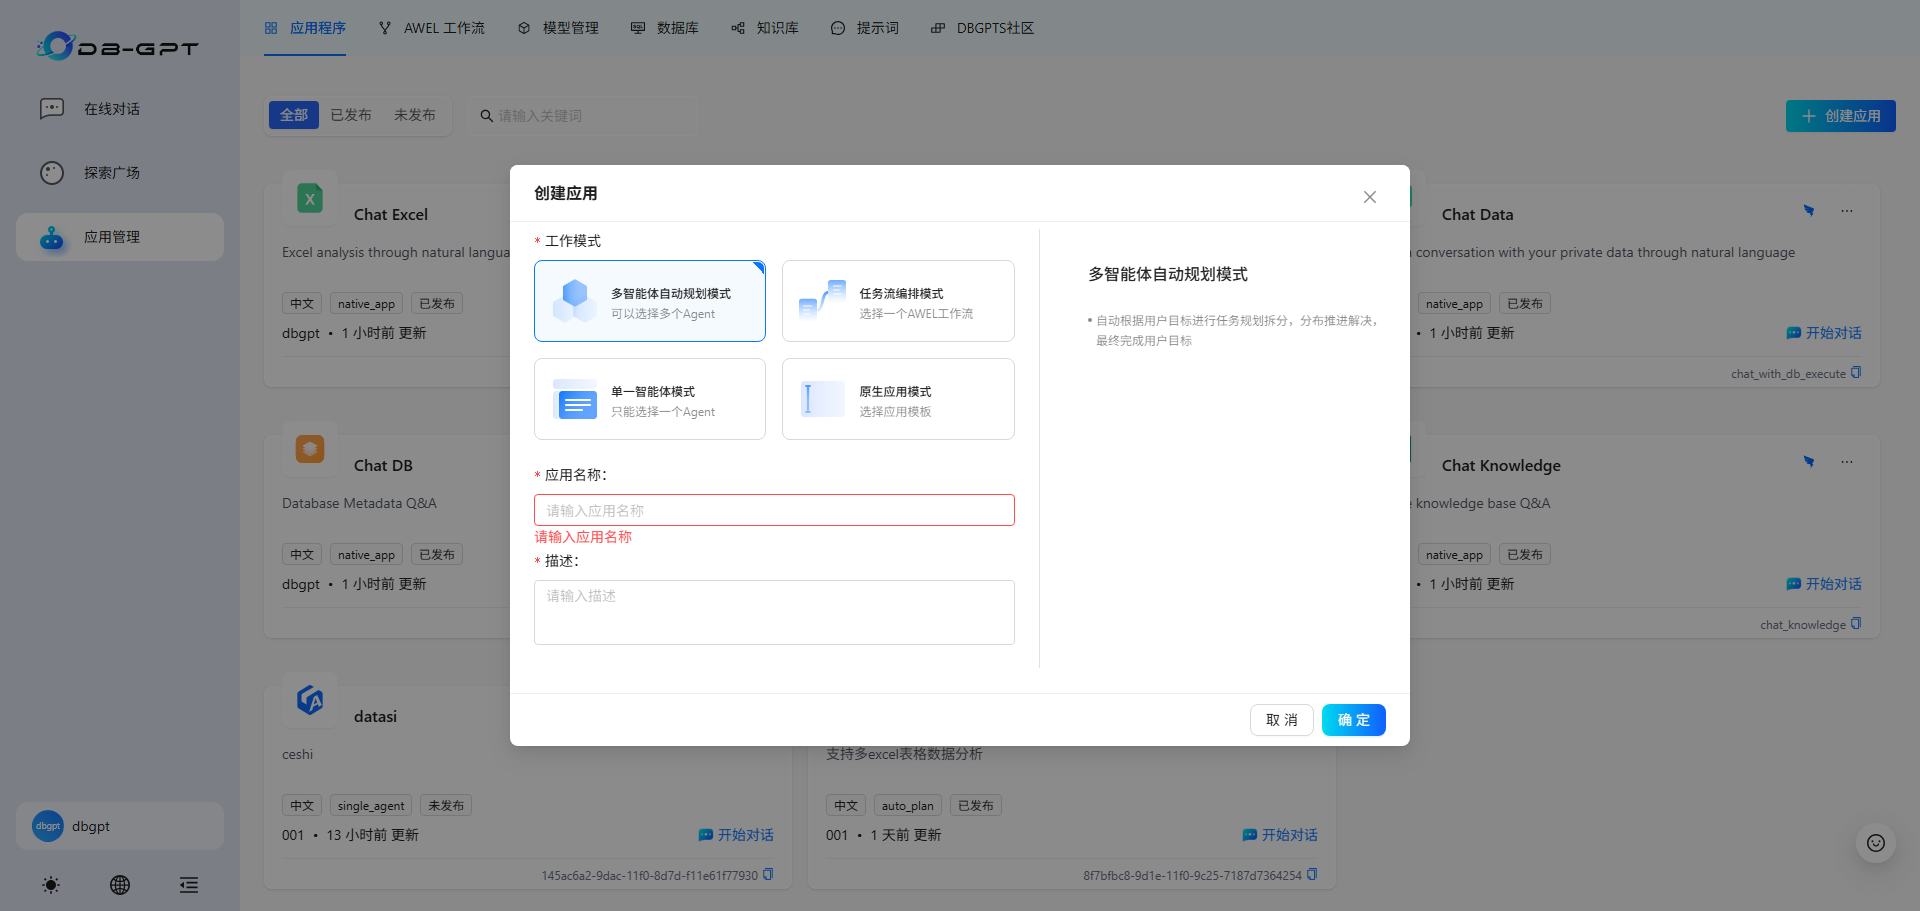 DB-GPT
应用程序
AWEL 工作流
模型管理
数据库
知识库
提示词
DBGPTS社区
在线对话
探索广场
应用管理
全部
已发布
未发布
请输入关键词
创建应用
Chat Excel
Excel analysis through natural langua
中文
native_app
已发布
dbgpt • 1 小时前 更新
Chat Data
conversation with your private data through natural language
native_app
已发布
• 1 小时前 更新
开始对话
chat_with_db_execute
Chat DB
Database Metadata Q&A
中文
native_app
已发布
dbgpt • 1 小时前 更新
Chat Knowledge
knowledge base Q&A
native_app
已发布
• 1 小时前 更新
开始对话
chat_knowledge
创建应用
* 工作模式
多智能体自动规划模式
可以选择多个Agent
任务流编排模式
选择一个AWEL工作流
单一智能体模式
只能选择一个Agent
原生应用模式
选择应用模板
* 应用名称：
请输入应用名称
请输入应用名称
* 描述：
请输入描述
多智能体自动规划模式
• 自动根据用户目标进行任务规划拆分，分布推进解决，
最终完成用户目标
取 消
确 定
datasi
ceshi
中文
single_agent
未发布
001 • 13 小时前 更新
开始对话
145ac6a2-9dac-11f0-8d7d-f11e61f77930
支持多excel表格数据分析
中文
auto_plan
已发布
001 • 1 天前 更新
开始对话
8f7bfbc8-9d1e-11f0-9c25-7187d7364254
dbgpt
dbgpt